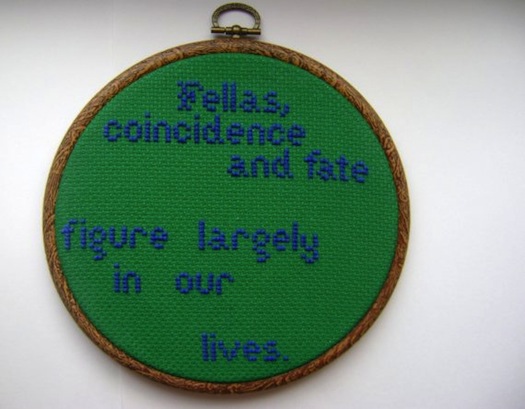 Fellas,
coincidence
and fate
figure largely
in our
lives.